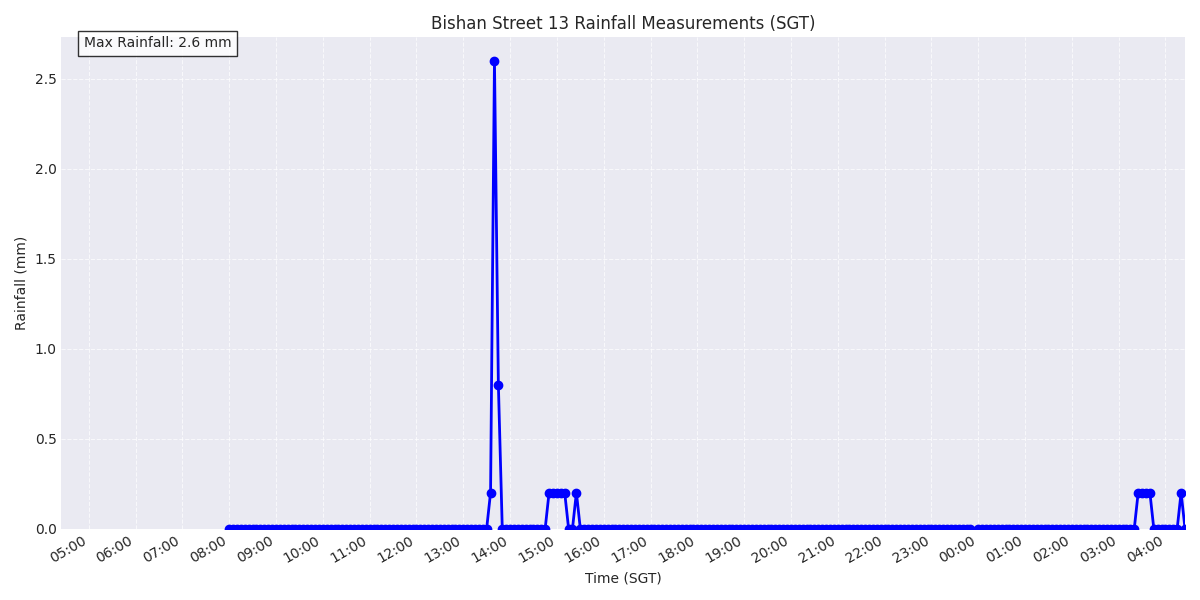 Bishan Street 13 Rainfall Measurements (SGT)
Max Rainfall: 2.6 mm
2.5
2.0
1.5
1.0
0.5
0.0
Rainfall (mm)
05:00 06:00 07:00 08:00 09:00 10:00 11:00 12:00 13:00 14:00 15:00 16:00 17:00 18:00 19:00 20:00 21:00 22:00 23:00 00:00 01:00 02:00 03:00 04:00
Time (SGT)